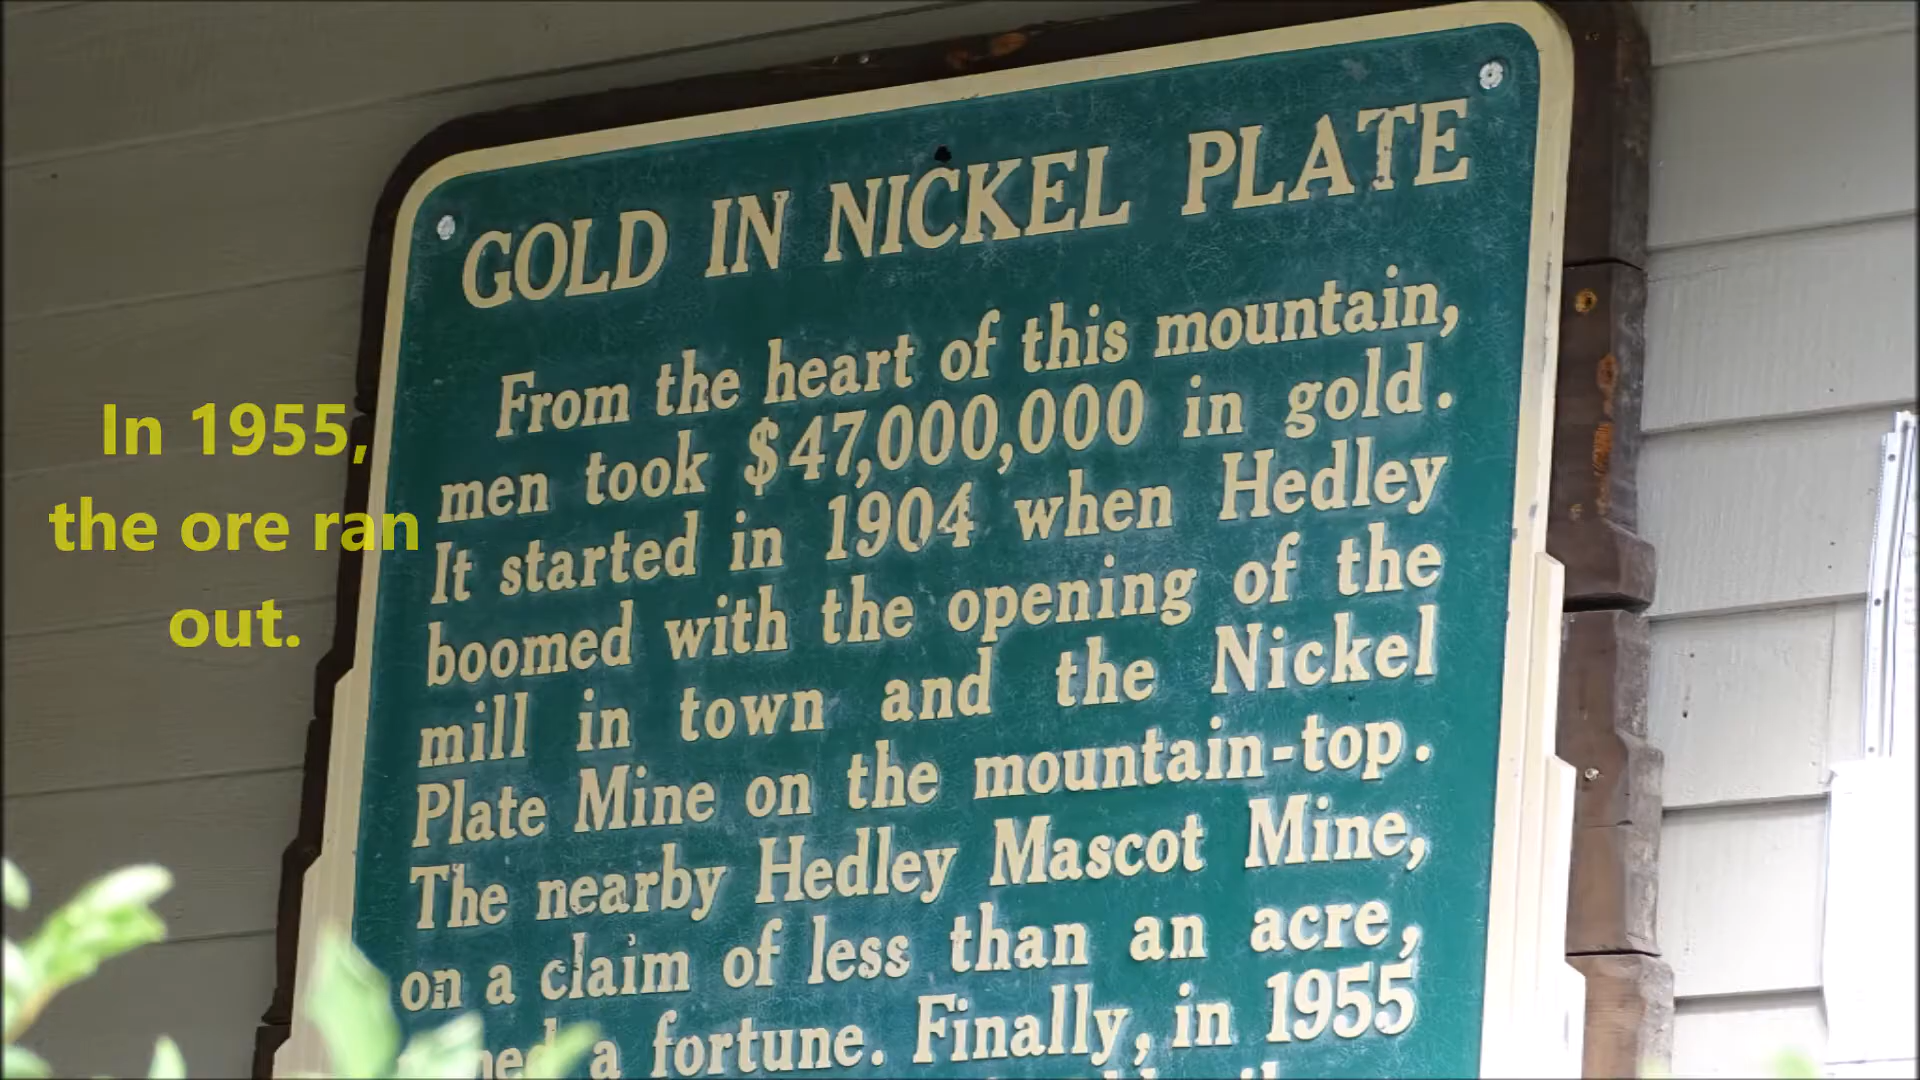 GOLD IN NICKEL PLATE
From the heart of this mountain,
men took $47,000,000 in gold.
It started in 1904 when Hedley
boomed with the opening of the
mill in town and the Nickel
Plate Mine on the mountain-top.
The nearby Hedley Mascot Mine,
on a claim of less than an acre,
a fortune. Finally, in 1955
In 1955,
the ore ran
out.